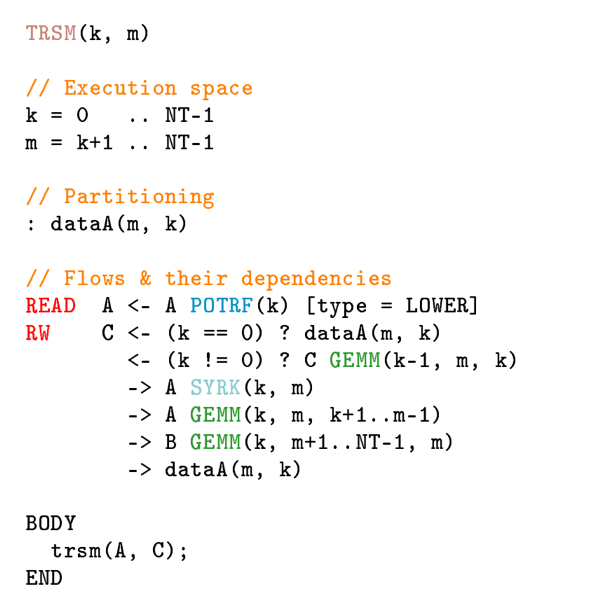 TRSM(k, m)

// Execution space
k = 0   .. NT-1
m = k+1 .. NT-1

// Partitioning
: dataA(m, k)

// Flows & their dependencies
READ  A <- A POTRF(k) [type = LOWER]
RW    C <- (k == 0) ? dataA(m, k)
        <- (k != 0) ? C GEMM(k-1, m, k)
        -> A SYRK(k, m)
        -> A GEMM(k, m, k+1..m-1)
        -> B GEMM(k, m+1..NT-1, m)
        -> dataA(m, k)

BODY
  trsm(A, C);
END